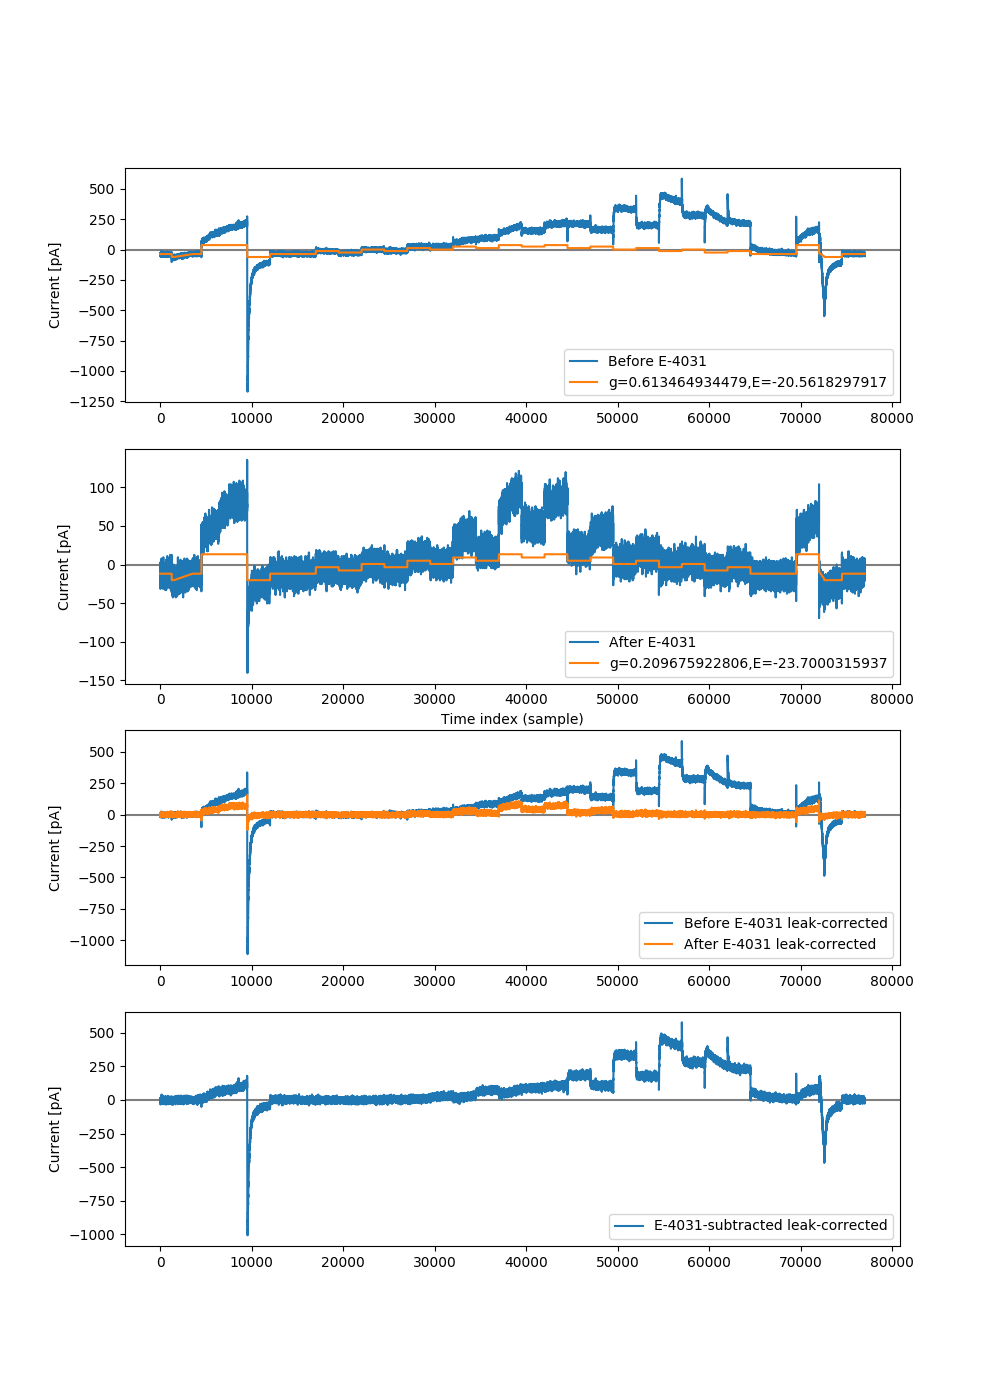 500
250
0
−250
−500
−750
−1000
−1250
Current [pA]
Before E-4031
g=0.613464934479,E=-20.5618297917
0 10000 20000 30000 40000 50000 60000 70000 80000
100
50
0
−50
−100
−150
Current [pA]
After E-4031
g=0.209675922806,E=-23.7000315937
0 10000 20000 30000 40000 50000 60000 70000 80000
Time index (sample)
500
250
0
−250
−500
−750
−1000
Current [pA]
Before E-4031 leak-corrected
After E-4031 leak-corrected
0 10000 20000 30000 40000 50000 60000 70000 80000
500
250
0
−250
−500
−750
−1000
Current [pA]
E-4031-subtracted leak-corrected
0 10000 20000 30000 40000 50000 60000 70000 80000